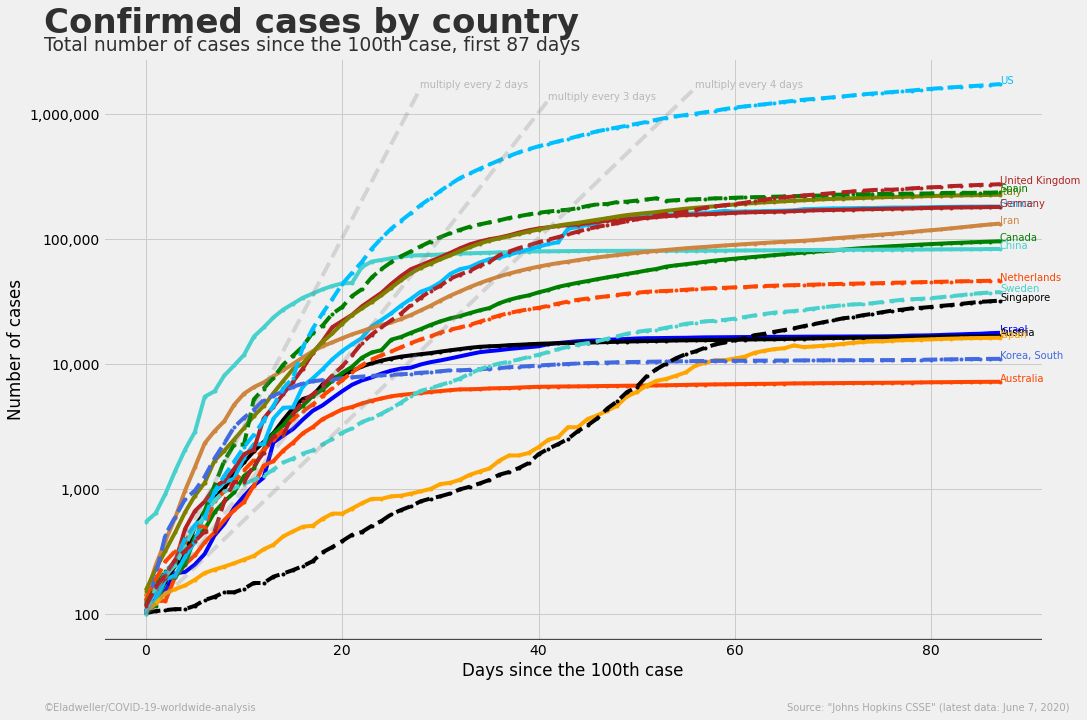 Confirmed cases by country
Total number of cases since the 100th case, first 87 days
multiply every 2 days
multiply every 3 days
multiply every 4 days
US
United Kingdom
Spain
Italy
Germany
Iran
Canada
China
Netherlands
Sweden
Singapore
Israel
Austria
Japan
Korea, South
Australia
Number of cases
1,000,000
100,000
10,000
1,000
100
0 20 40 60 80
Days since the 100th case
©Eladweller/COVID-19-worldwide-analysis
Source: "Johns Hopkins CSSE" (latest data: June 7, 2020)